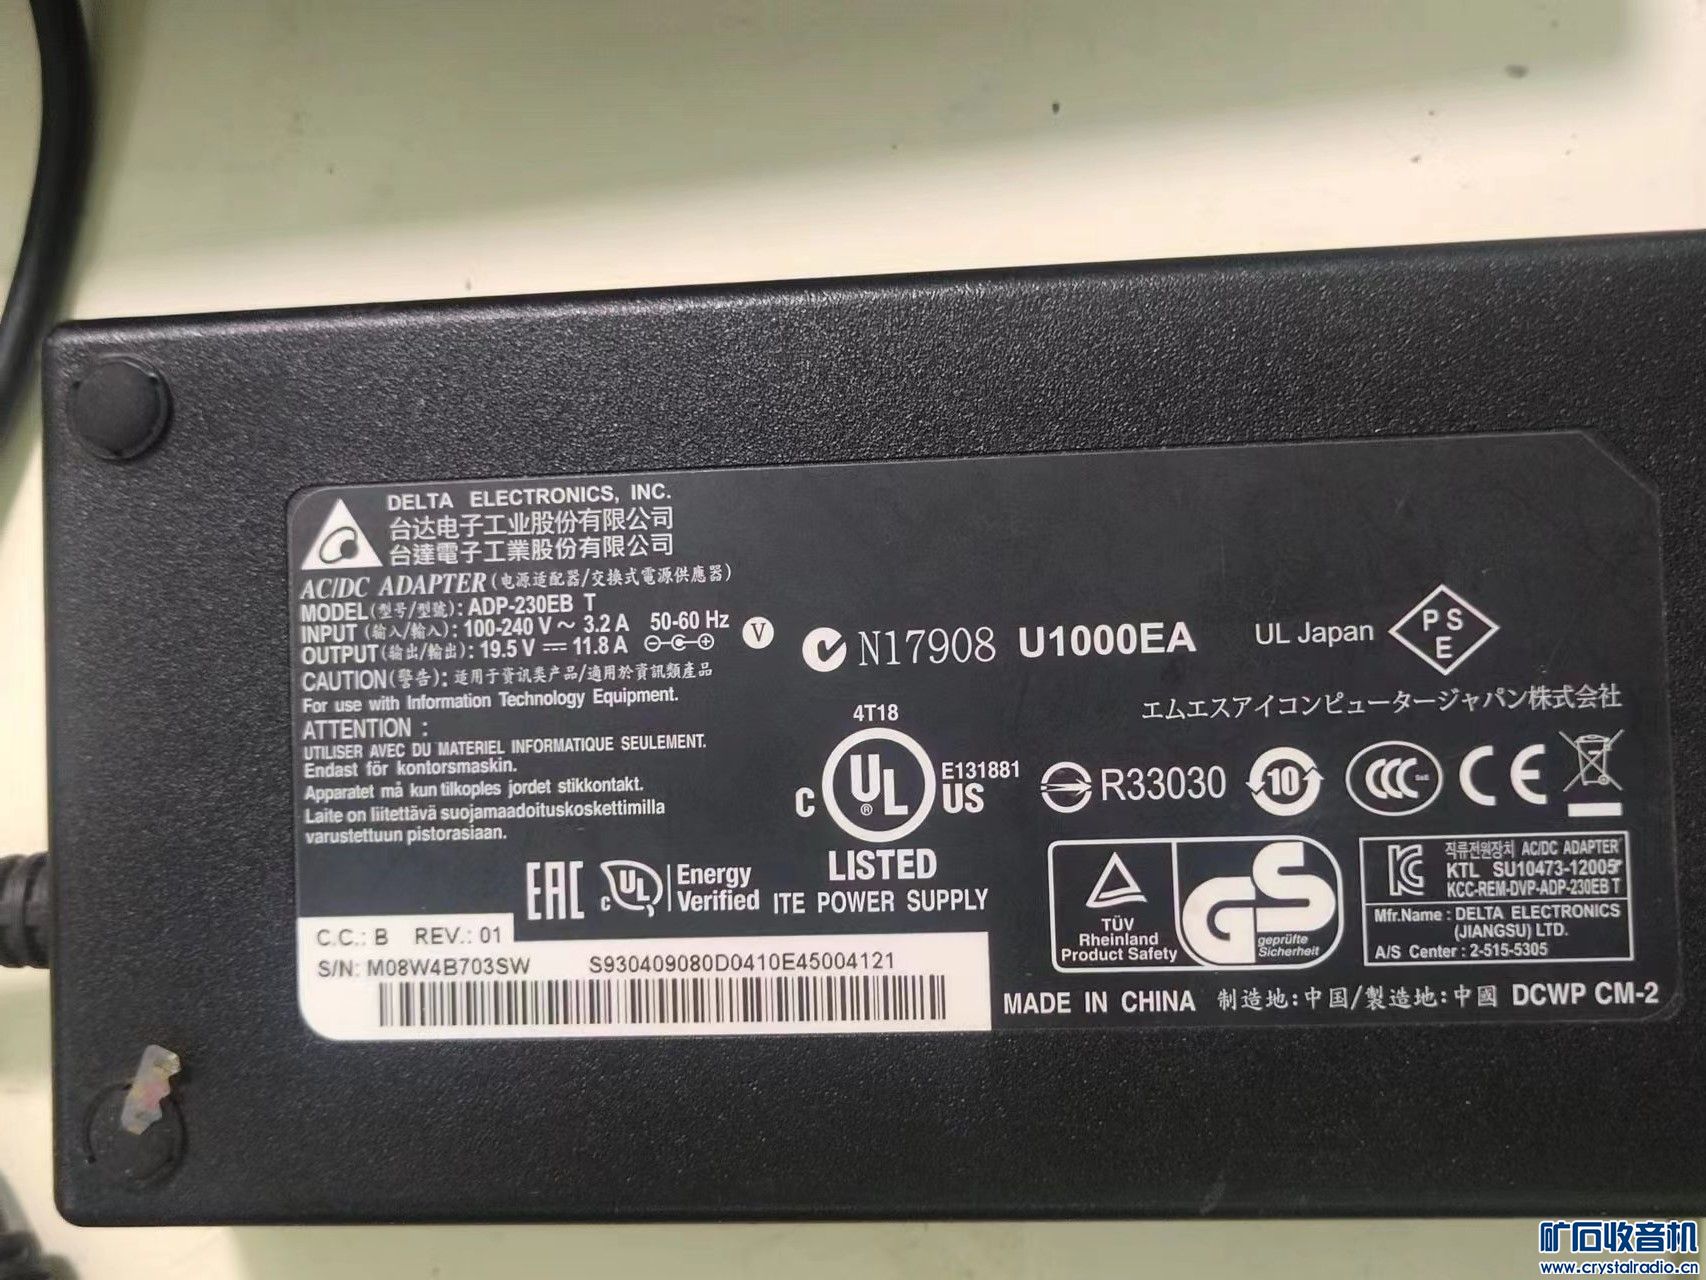 DELTA ELECTRONICS, INC.
台达电子工业股份有限公司
台達電子工業股份有限公司
AC/DC ADAPTER (电源适配器/交換式電源供應器)
MODEL(型号/型號): ADP-230EB T
INPUT (输入/輸入): 100-240 V ~ 3.2 A 50-60 Hz
OUTPUT(输出/輸出): 19.5 V 11.8 A
V
CAUTION(警告): 适用于资讯类产品/適用於資訊類產品
For use with Information Technology Equipment.
ATTENTION :
UTILISER AVEC DU MATERIEL INFORMATIQUE SEULEMENT.
Endast för kontorsmaskin.
Apparatet må kun tilkoples jordet stikkontakt.
Laite on liitettävä suojamaadoituskoskettimilla
varustettuun pistorasiaan.
EAC
c UL Energy Verified
N17908 U1000EA
UL Japan
PS
E
エムエスアイコンピュータージャパン株式会社
4T18
C UL ® US
E131881
LISTED
ITE POWER SUPPLY
R33030
10
CCC S&E
CE
TÜV
Rheinland
Product Safety
GS
geprüfte
Sicherheit
KC
직류전원장치 AC/DC ADAPTER
KTL SU10473-12005
KCC-REM-DVP-ADP-230EB T
Mfr.Name : DELTA ELECTRONICS
(JIANGSU) LTD.
A/S Center : 2-515-5305
C.C.: B REV.: 01
S/N: M08W4B703SW S930409080D0410E45004121
MADE IN CHINA 制造地:中国/製造地:中國 DCWP CM-2
矿石收音机
www.crystalradio.cn